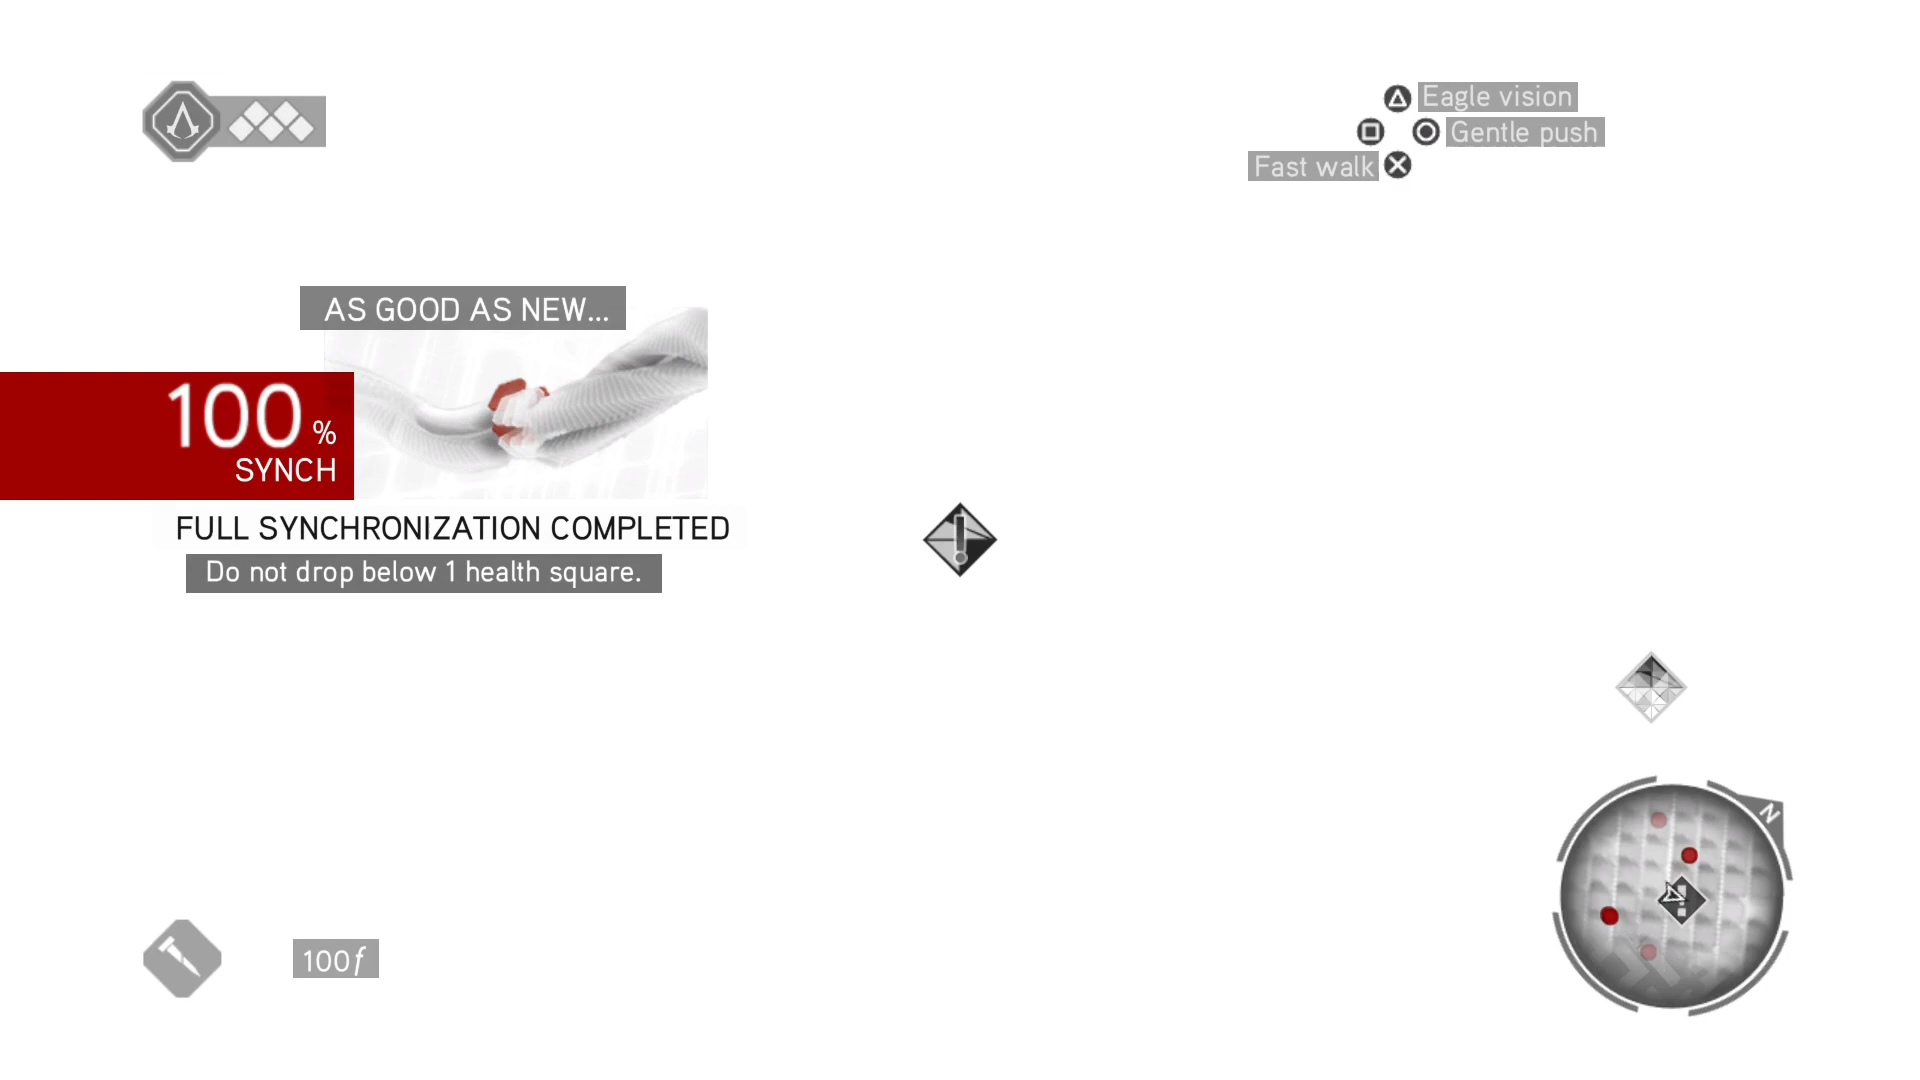 Eagle vision
Gentle push
Fast walk
AS GOOD AS NEW...
100 %
SYNCH
FULL SYNCHRONIZATION COMPLETED
Do not drop below 1 health square.
N
100ƒ